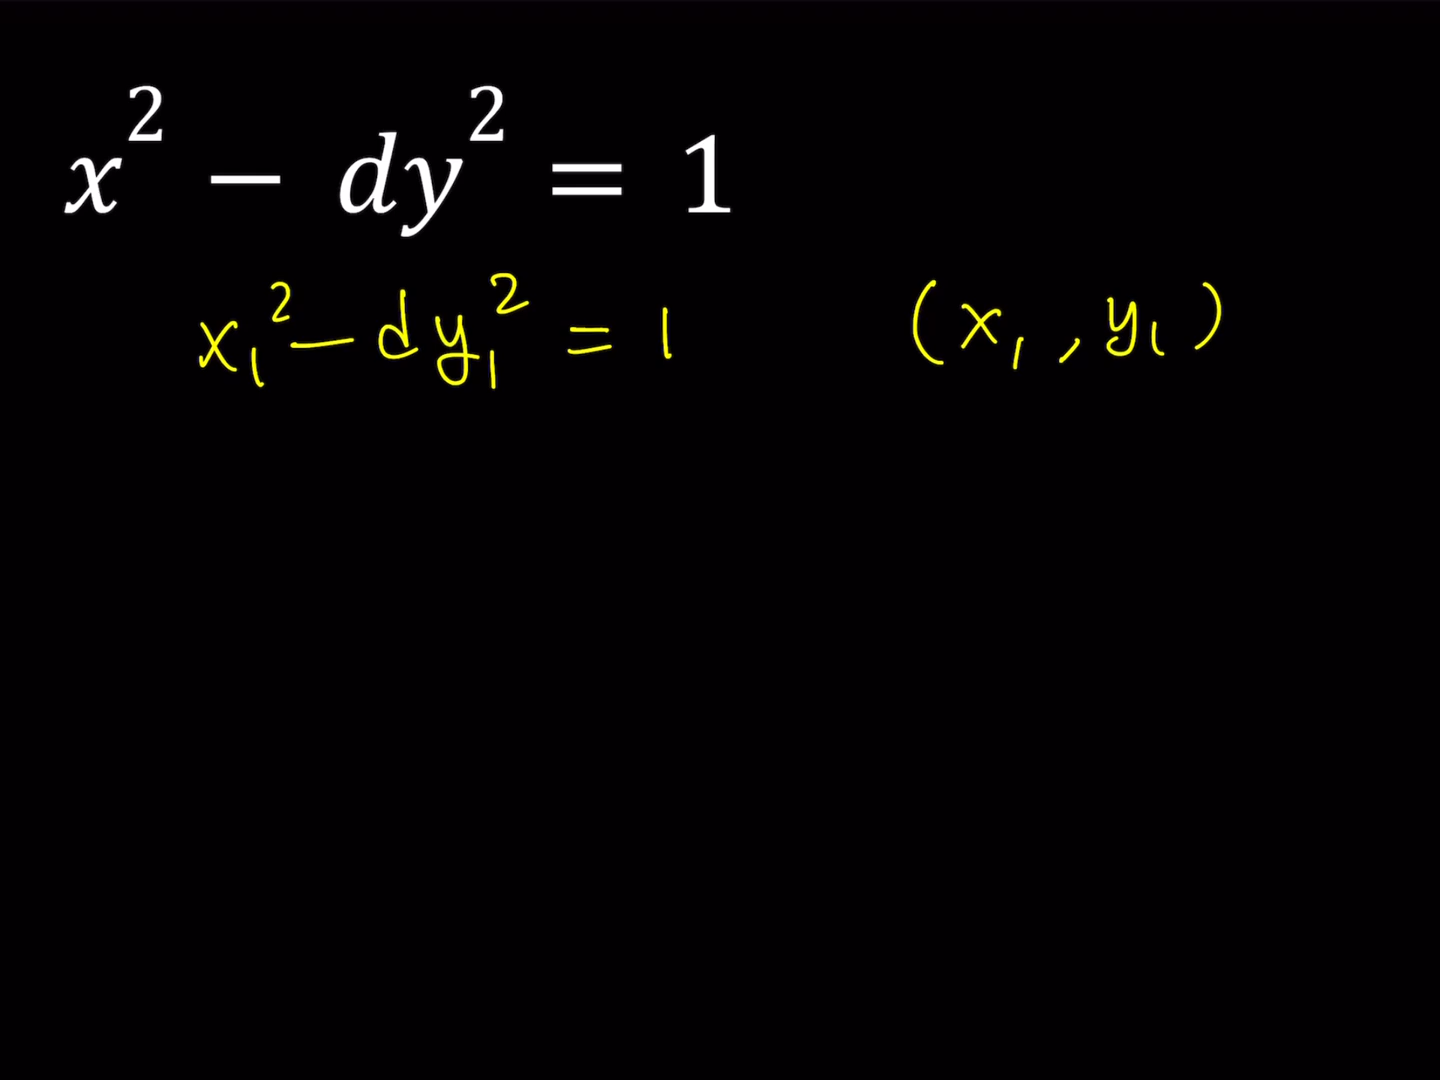 x² − dy² = 1
x₁² − dy₁² = 1 (x₁, y₁)